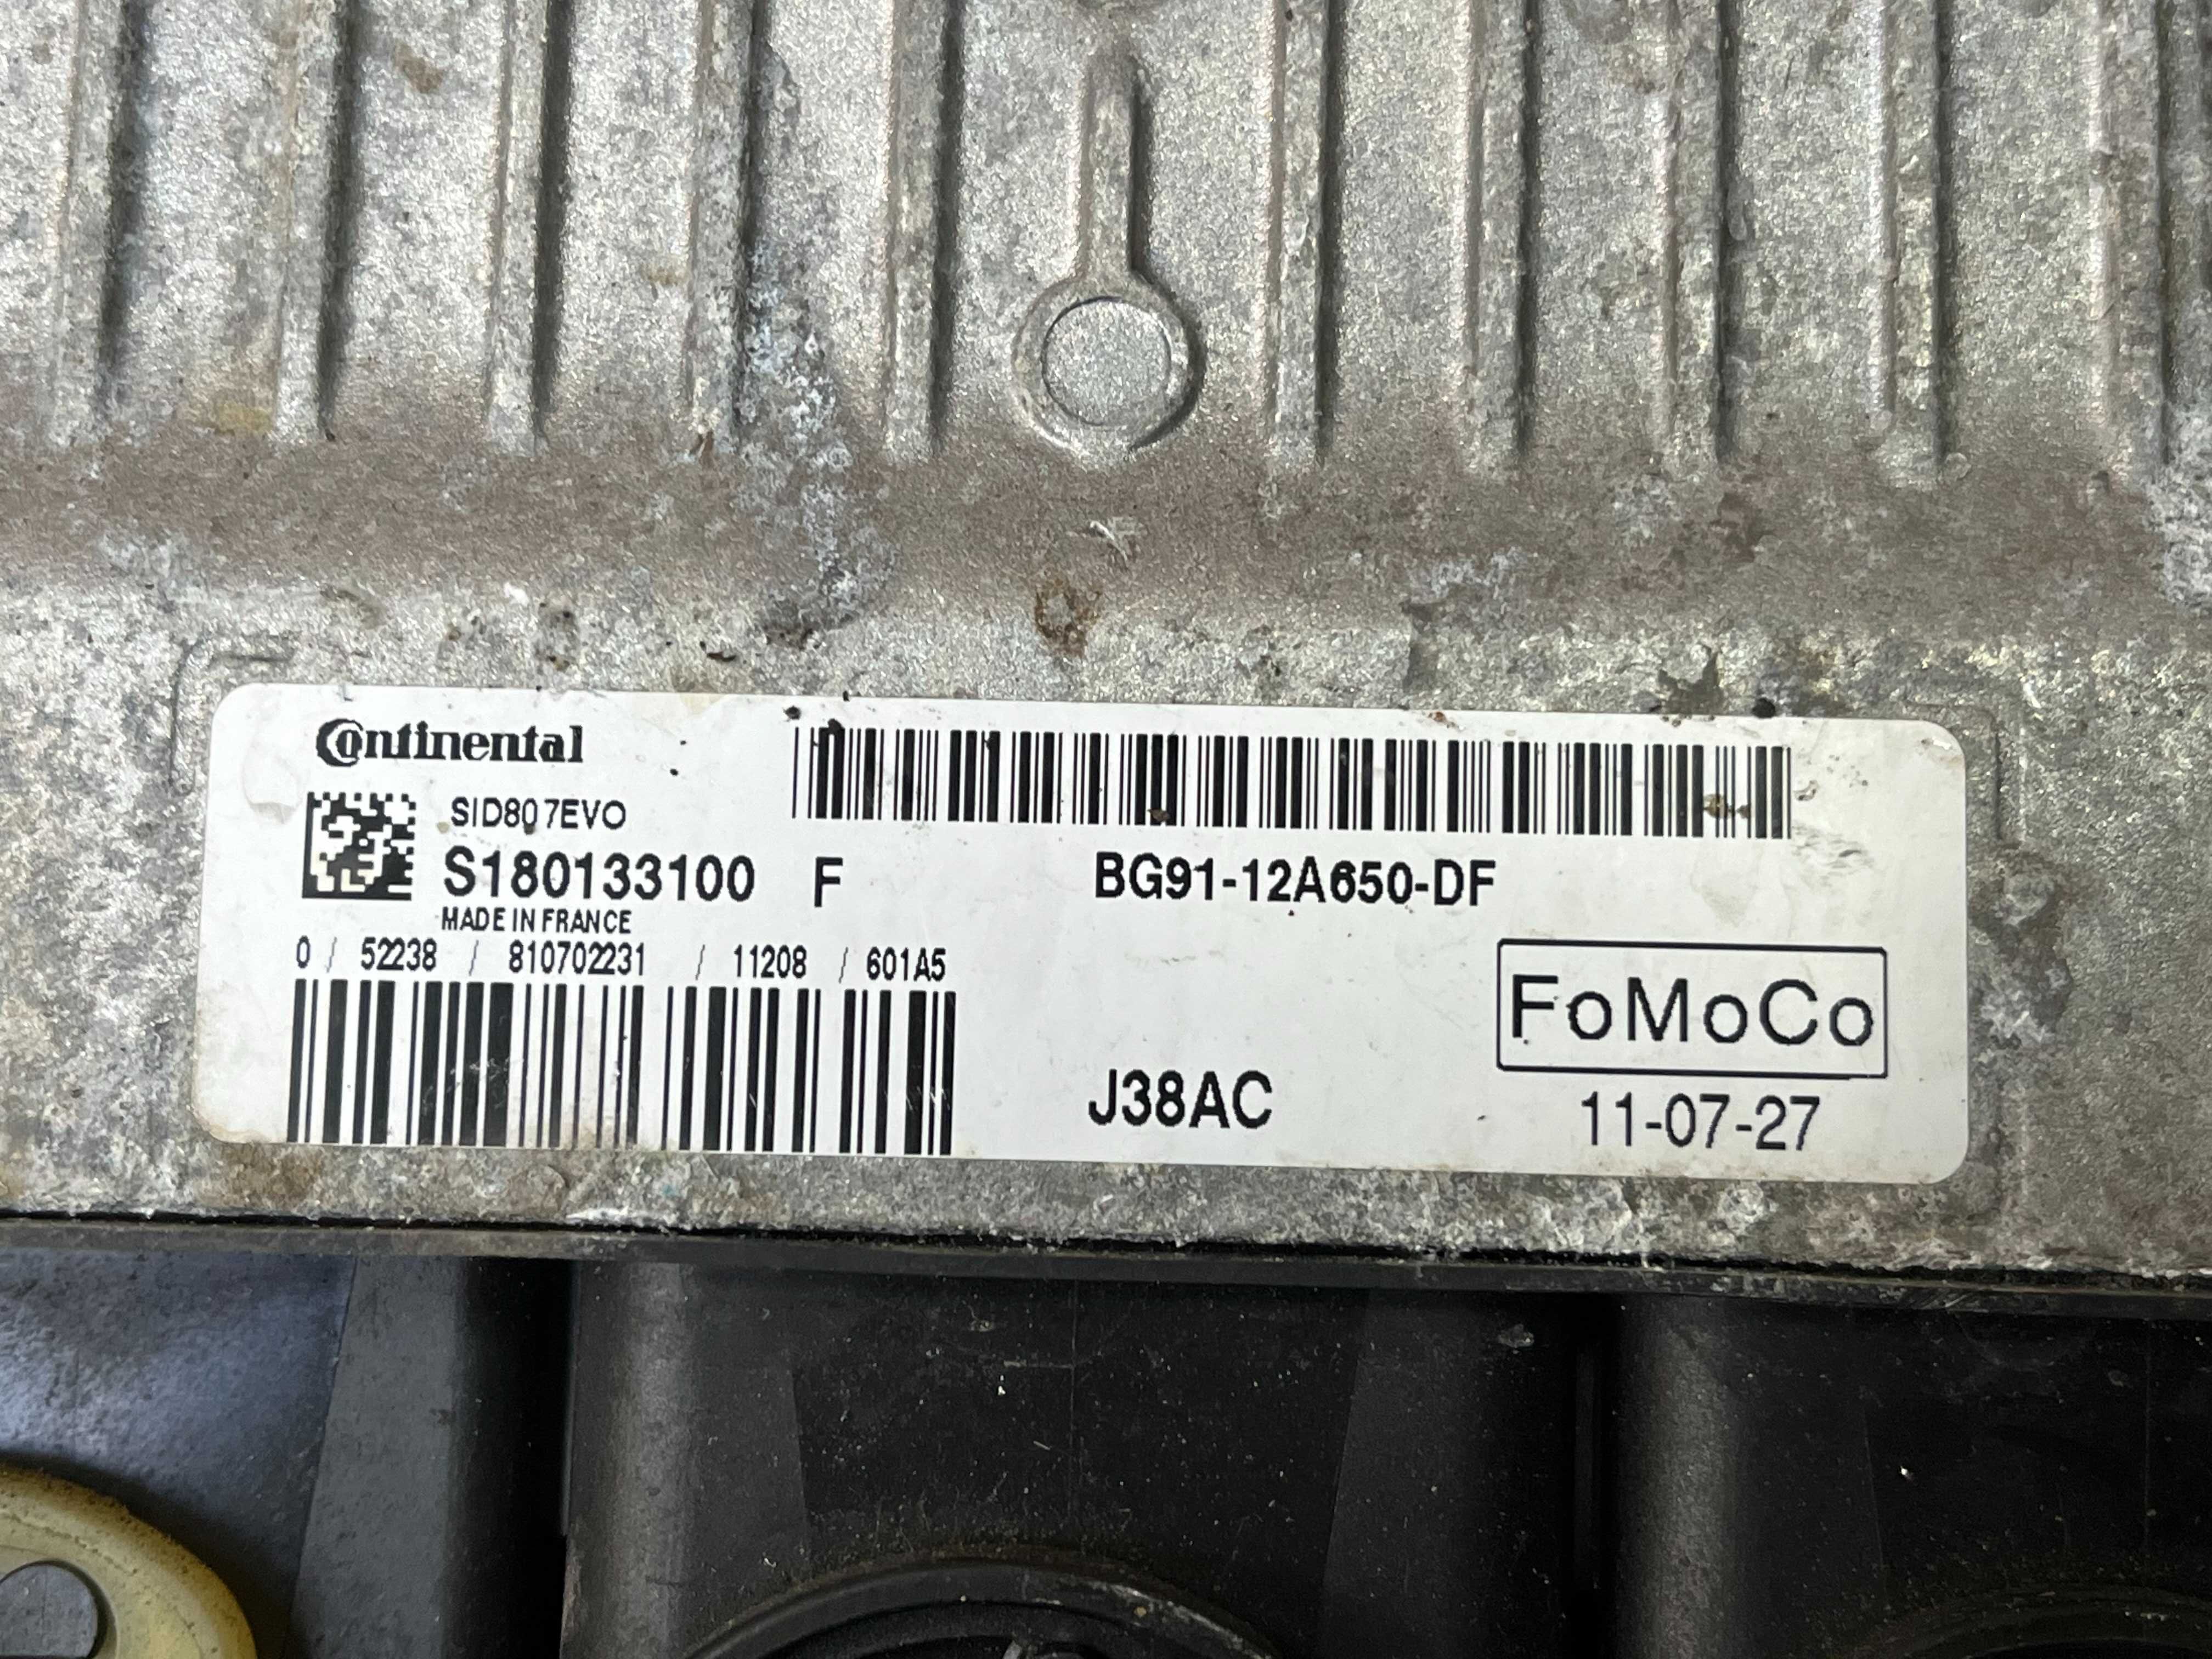 Continental
SID807EVO
S180133100 F
BG91-12A650-DF
MADE IN FRANCE
0 / 52238 / 810702231 / 11208 / 601A5
FoMoCo
J38AC
11-07-27